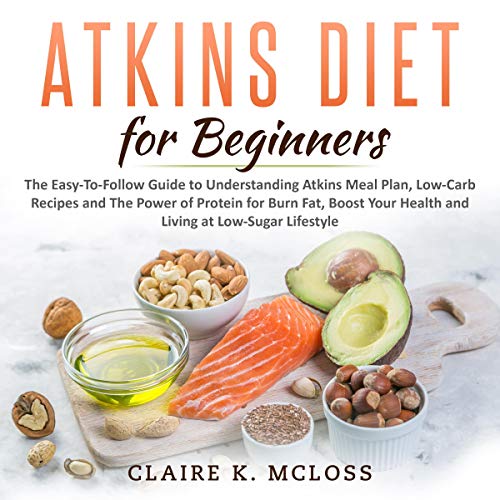 ATKINS DIET
for Beginners
The Easy-To-Follow Guide to Understanding Atkins Meal Plan, Low-Carb
Recipes and The Power of Protein for Burn Fat, Boost Your Health and
Living at Low-Sugar Lifestyle
CLAIRE K. MCLOSS